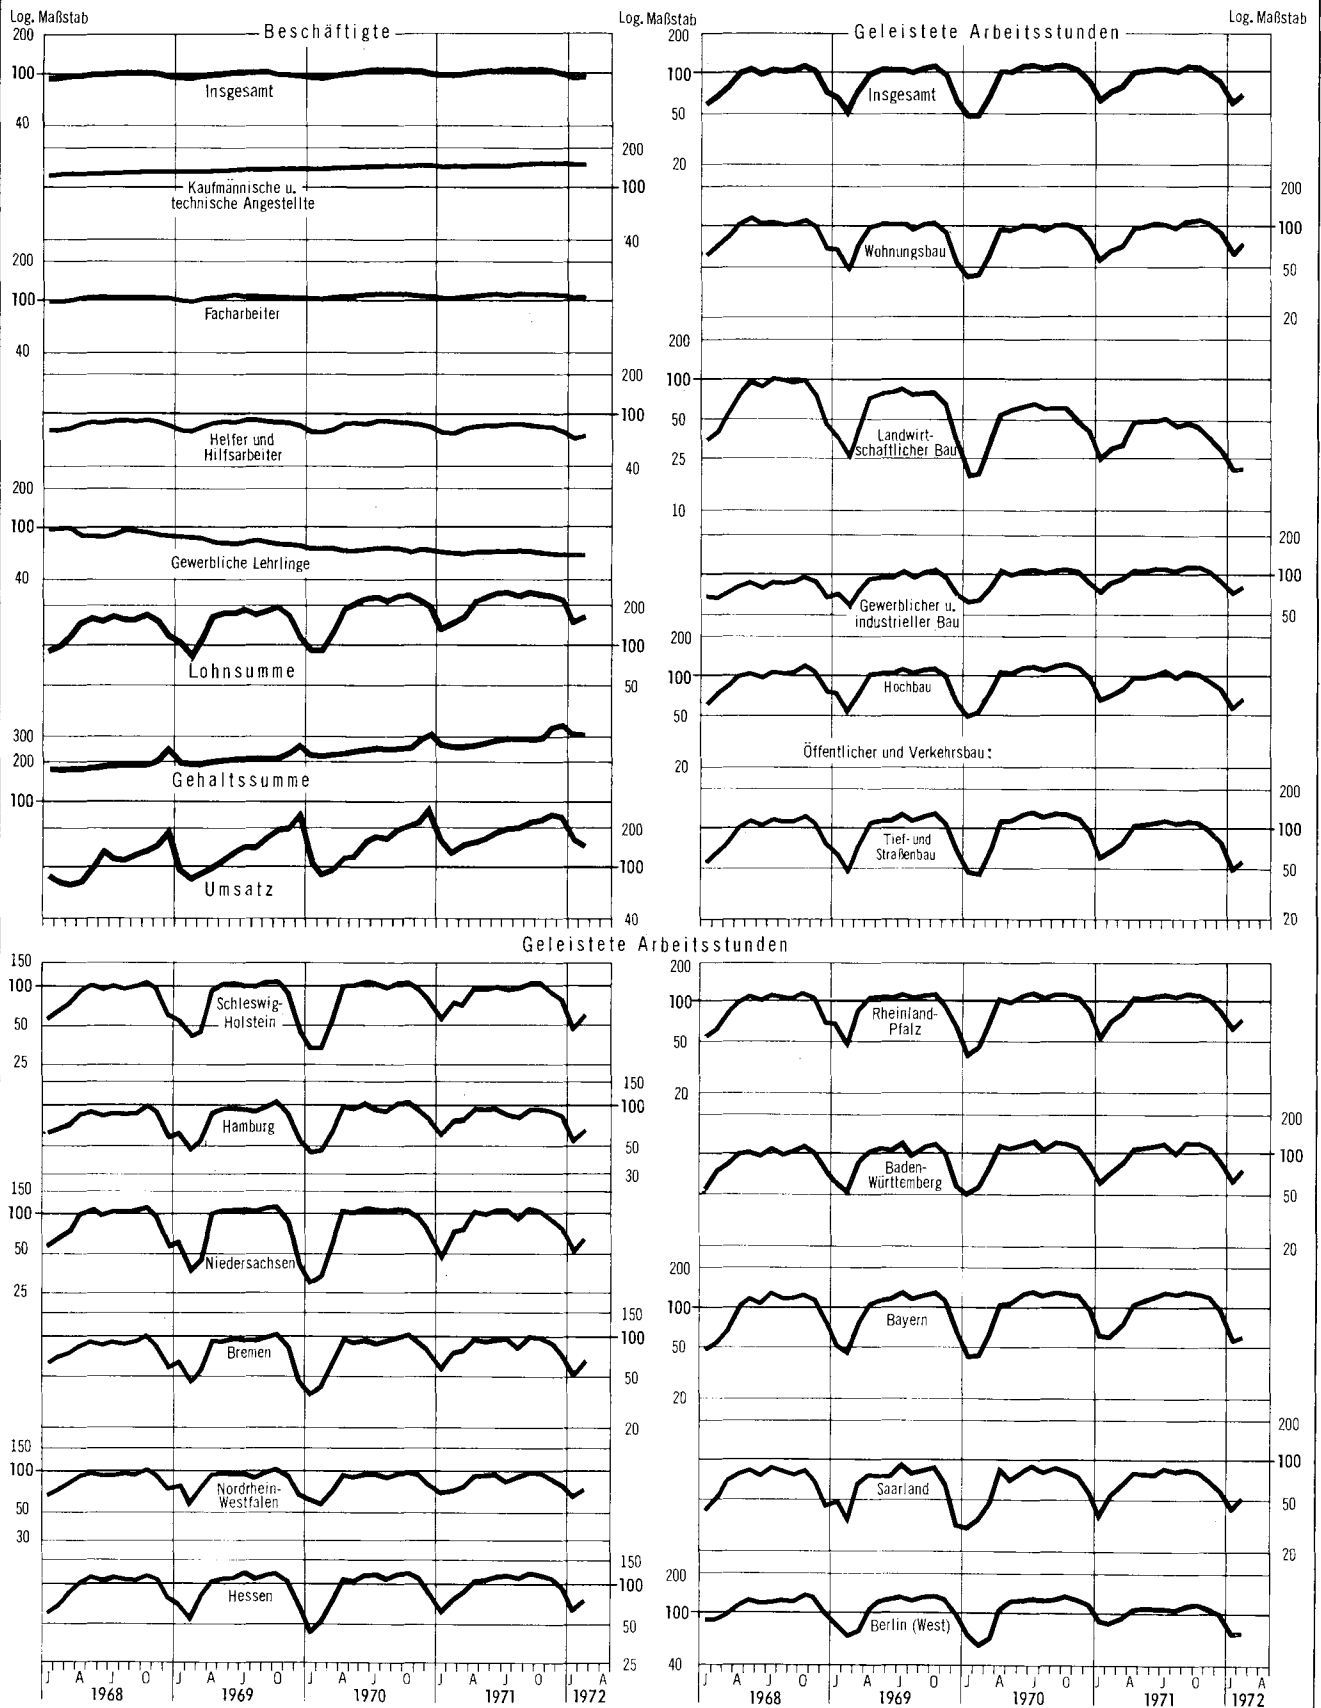 Log. Maßstab
Log. Maßstab
Log. Maßstab
Beschäftigte
200
100
Insgesamt
40
200
100
Kaufmännische u.
technische Angestellte
40
200
100
Facharbeiter
40
200
100
Helfer und
Hilfsarbeiter
40
200
100
Gewerbliche Lehrlinge
40
200
100
Lohnsumme
50
300
200
Gehaltssumme
100
200
100
Umsatz
40
Geleistete Arbeitsstunden
200
100
Insgesamt
50
20
200
100
Wohnungsbau
50
20
200
100
50
Landwirt-
schaftlicher Bau
25
10
200
100
Gewerblicher u.
industrieller Bau
50
200
100
Hochbau
50
Öffentlicher und Verkehrsbau:
20
200
100
Tief- und
Straßenbau
50
20
Geleistete Arbeitsstunden
150
100
Schleswig-
Holstein
50
25
150
100
Hamburg
50
30
150
100
50
Niedersachsen
25
150
100
Bremen
50
20
150
100
Nordrhein-
Westfalen
50
30
150
100
Hessen
50
25
J A J O J A J O J A J O J A J O J A
1968 1969 1970 1971 1972
200
100
Rheinland-
Pfalz
50
20
200
100
Baden-
Württemberg
50
20
200
100
Bayern
50
20
200
100
Saarland
50
20
200
100
Berlin (West)
40
J A J O J A J O J A J O J A J O J A
1968 1969 1970 1971 1972